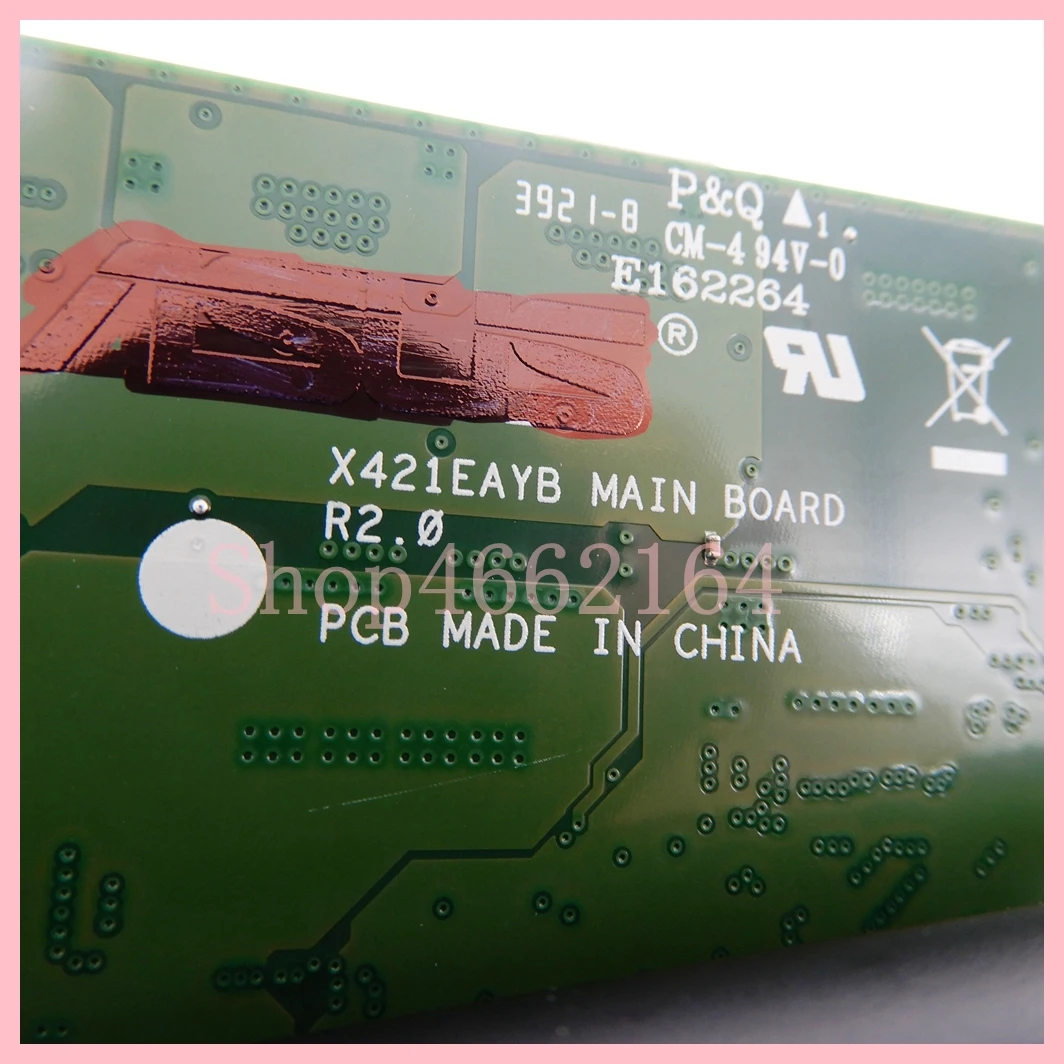 3921-8 P&Q ▲1.
CM-4 94V-0
E162264
®
X421EAYB MAIN BOARD
R2.0
Shop4662164
PCB MADE IN CHINA